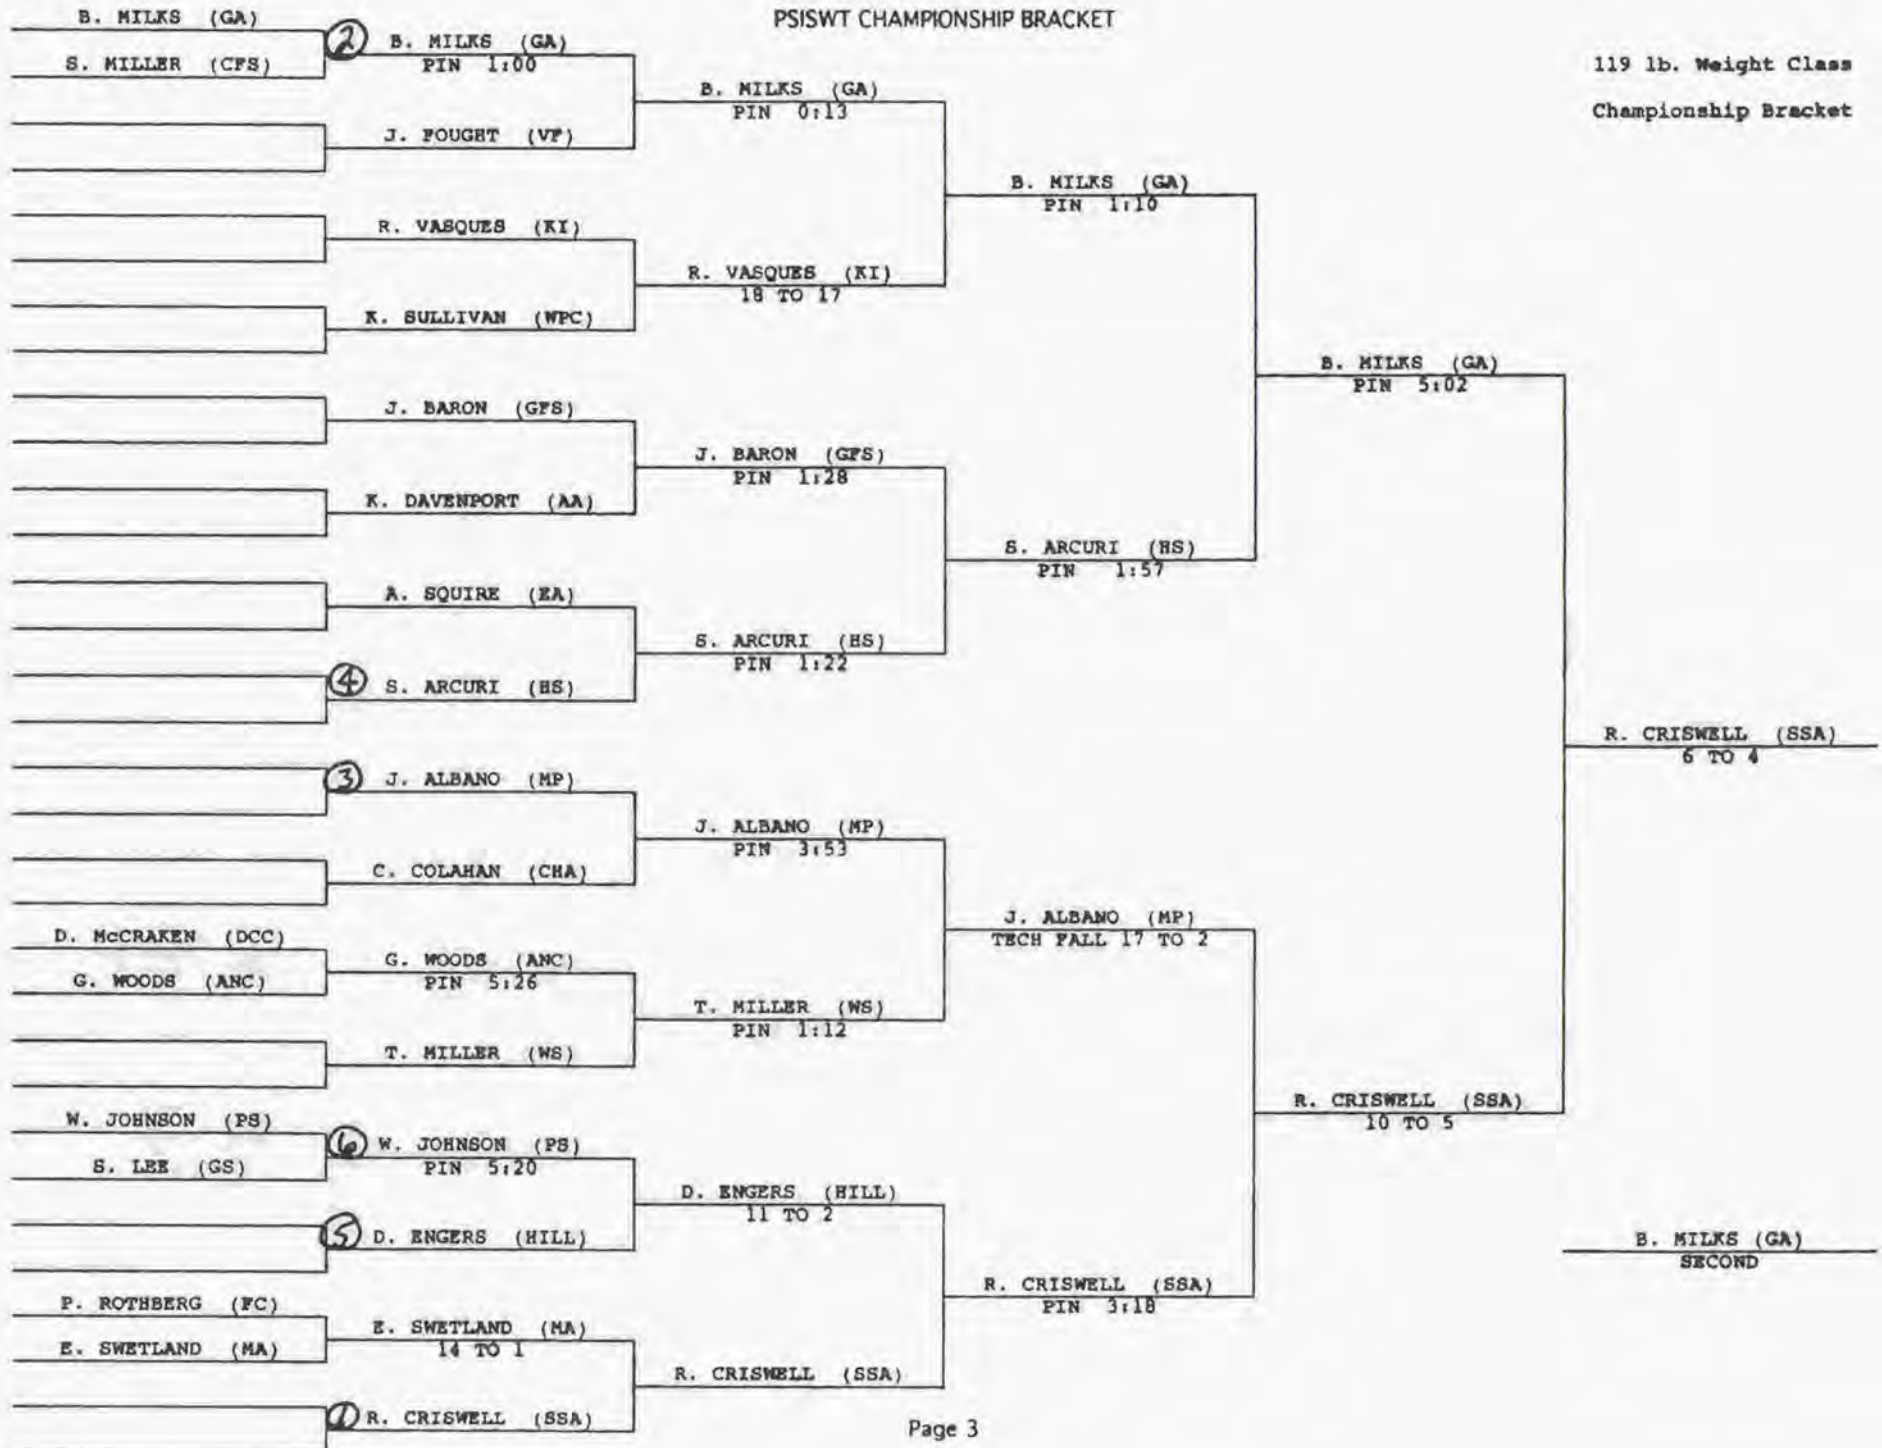 PSISWT CHAMPIONSHIP BRACKET
119 lb. Weight Class
Championship Bracket
B. MILKS (GA)
S. MILLER (CFS)
D. McCRAKEN (DCC)
G. WOODS (ANC)
W. JOHNSON (PS)
S. LEE (GS)
P. ROTHBERG (FC)
E. SWETLAND (MA)
2 B. MILKS (GA)
PIN 1:00
J. FOUGHT (VF)
R. VASQUES (KI)
K. SULLIVAN (WPC)
J. BARON (GFS)
K. DAVENPORT (AA)
A. SQUIRE (EA)
4 S. ARCURI (HS)
3 J. ALBANO (MP)
C. COLAHAN (CHA)
G. WOODS (ANC)
PIN 5:26
T. MILLER (WS)
6 W. JOHNSON (PS)
PIN 5:20
5 D. ENGERS (HILL)
E. SWETLAND (MA)
14 TO 1
1 R. CRISWELL (SSA)
B. MILKS (GA)
PIN 0:13
R. VASQUES (KI)
18 TO 17
J. BARON (GFS)
PIN 1:28
S. ARCURI (HS)
PIN 1:22
J. ALBANO (MP)
PIN 3:53
T. MILLER (WS)
PIN 1:12
D. ENGERS (HILL)
11 TO 2
R. CRISWELL (SSA)
B. MILKS (GA)
PIN 1:10
S. ARCURI (HS)
PIN 1:57
J. ALBANO (MP)
TECH FALL 17 TO 2
R. CRISWELL (SSA)
PIN 3:18
B. MILKS (GA)
PIN 5:02
R. CRISWELL (SSA)
10 TO 5
R. CRISWELL (SSA)
6 TO 4
B. MILKS (GA)
SECOND
Page 3